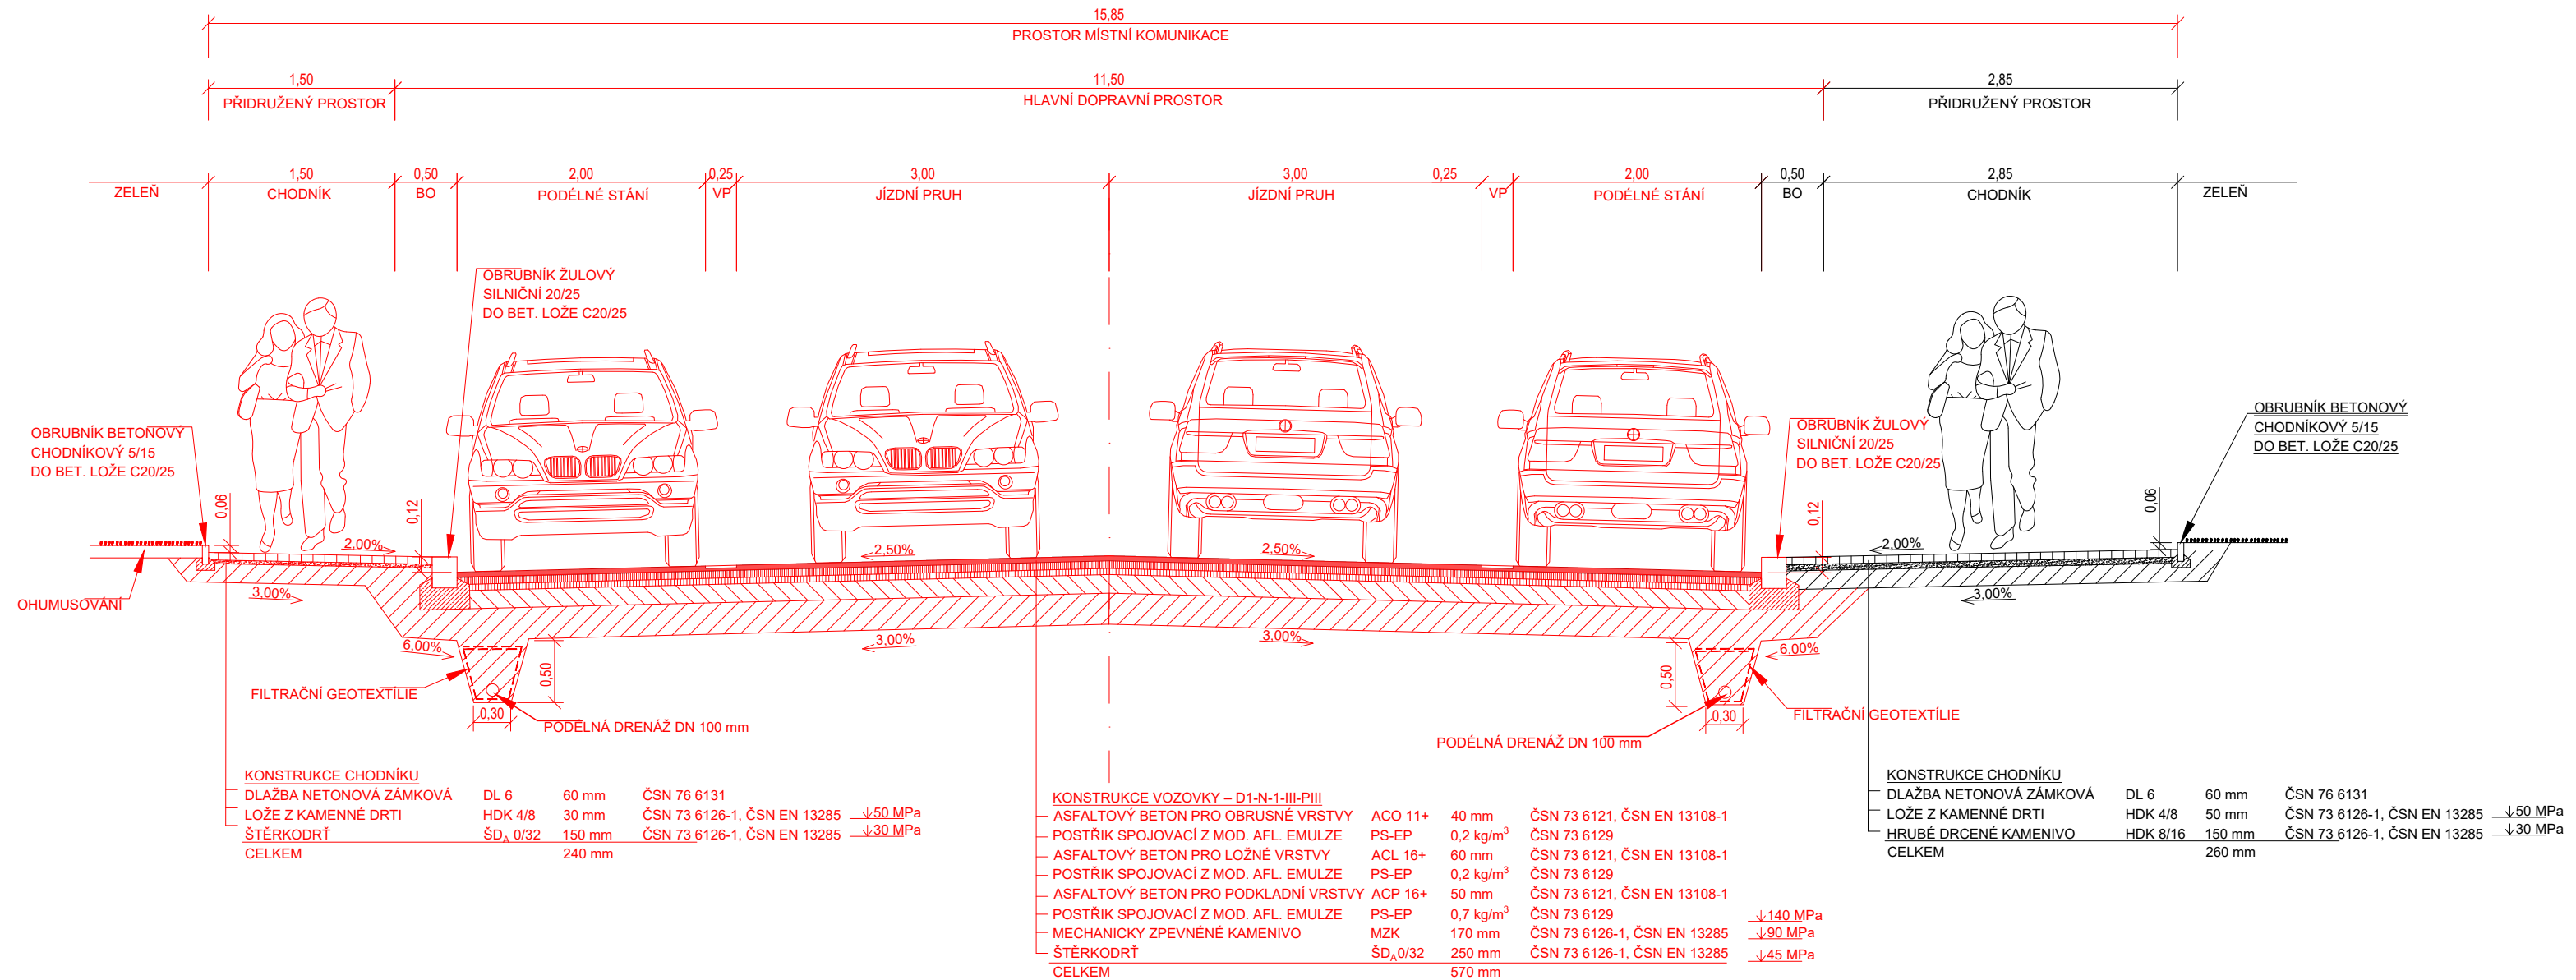 15,85
PROSTOR MÍSTNÍ KOMUNIKACE
1,50 11,50 2,85
PŘIDRUŽENÝ PROSTOR HLAVNÍ DOPRAVNÍ PROSTOR PŘIDRUŽENÝ PROSTOR
1,50 0,50 2,00 0,25 3,00 3,00 0,25 2,00 0,50 2,85
ZELEŇ CHODNÍK BO PODÉLNÉ STÁNÍ VP JÍZDNÍ PRUH JÍZDNÍ PRUH VP PODÉLNÉ STÁNÍ BO CHODNÍK ZELEŇ
OBRUBNÍK ŽULOVÝ
SILNIČNÍ 20/25
DO BET. LOŽE C20/25
OBRUBNÍK BETONOVÝ
CHODNÍKOVÝ 5/15
DO BET. LOŽE C20/25
OBRUBNÍK ŽULOVÝ
SILNIČNÍ 20/25
DO BET. LOŽE C20/25
OBRUBNÍK BETONOVÝ
CHODNÍKOVÝ 5/15
DO BET. LOŽE C20/25
0,06 0,12 0,12 0,06
2,00% 2,50% 2,50% 2,00%
OHUMUSOVÁNÍ
3,00% 3,00%
6,00% 3,00% 3,00% 6,00%
0,50 0,50
FILTRAČNÍ GEOTEXTÍLIE
0,30
PODÉLNÁ DRENÁŽ DN 100 mm
0,30
FILTRAČNÍ GEOTEXTÍLIE
PODÉLNÁ DRENÁŽ DN 100 mm
KONSTRUKCE CHODNÍKU
DLAŽBA NETONOVÁ ZÁMKOVÁ DL 6 60 mm ČSN 76 6131
LOŽE Z KAMENNÉ DRTI HDK 4/8 30 mm ČSN 73 6126-1, ČSN EN 13285 ↓50 MPa
ŠTĚRKODRŤ ŠDA 0/32 150 mm ČSN 73 6126-1, ČSN EN 13285 ↓30 MPa
CELKEM 240 mm
KONSTRUKCE VOZOVKY – D1-N-1-III-PIII
ASFALTOVÝ BETON PRO OBRUSNÉ VRSTVY ACO 11+ 40 mm ČSN 73 6121, ČSN EN 13108-1
POSTŘIK SPOJOVACÍ Z MOD. AFL. EMULZE PS-EP 0,2 kg/m³ ČSN 73 6129
ASFALTOVÝ BETON PRO LOŽNÉ VRSTVY ACL 16+ 60 mm ČSN 73 6121, ČSN EN 13108-1
POSTŘIK SPOJOVACÍ Z MOD. AFL. EMULZE PS-EP 0,2 kg/m³ ČSN 73 6129
ASFALTOVÝ BETON PRO PODKLADNÍ VRSTVY ACP 16+ 50 mm ČSN 73 6121, ČSN EN 13108-1
POSTŘIK SPOJOVACÍ Z MOD. AFL. EMULZE PS-EP 0,7 kg/m³ ČSN 73 6129 ↓140 MPa
MECHANICKY ZPEVNÉNÉ KAMENIVO MZK 170 mm ČSN 73 6126-1, ČSN EN 13285 ↓90 MPa
ŠTĚRKODRŤ ŠDA0/32 250 mm ČSN 73 6126-1, ČSN EN 13285 ↓45 MPa
CELKEM 570 mm
KONSTRUKCE CHODNÍKU
DLAŽBA NETONOVÁ ZÁMKOVÁ DL 6 60 mm ČSN 76 6131
LOŽE Z KAMENNÉ DRTI HDK 4/8 50 mm ČSN 73 6126-1, ČSN EN 13285 ↓50 MPa
HRUBÉ DRCENÉ KAMENIVO HDK 8/16 150 mm ČSN 73 6126-1, ČSN EN 13285 ↓30 MPa
CELKEM 260 mm